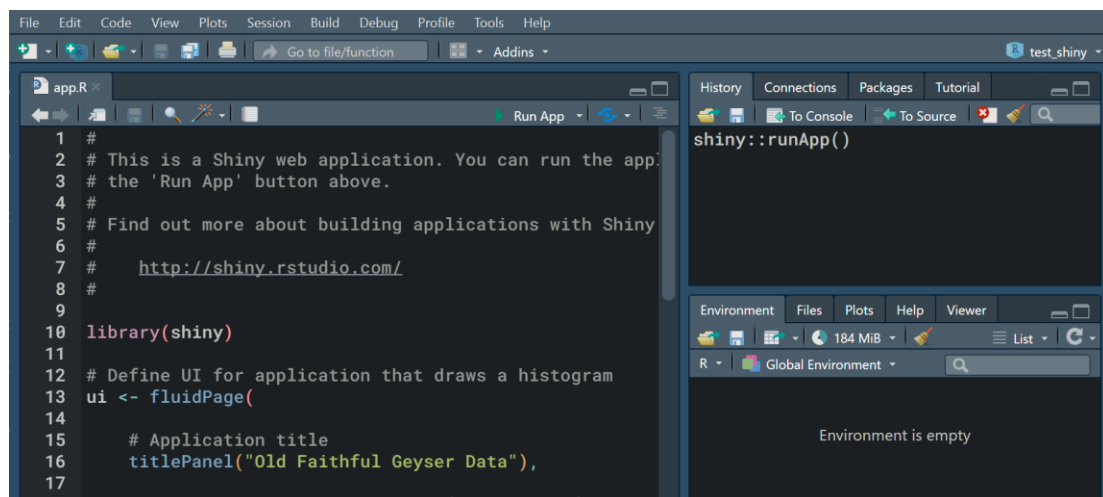 File Edit Code View Plots Session Build Debug Profile Tools Help
Go to file/function Addins test_shiny
app.R
Run App
1 #
2 # This is a Shiny web application. You can run the app
3 # the 'Run App' button above.
4 #
5 # Find out more about building applications with Shiny
6 #
7 #    http://shiny.rstudio.com/
8 #
9
10 library(shiny)
11
12 # Define UI for application that draws a histogram
13 ui <- fluidPage(
14
15     # Application title
16     titlePanel("Old Faithful Geyser Data"),
17
History Connections Packages Tutorial
To Console To Source
shiny::runApp()
Environment Files Plots Help Viewer
184 MiB List
R Global Environment
Environment is empty